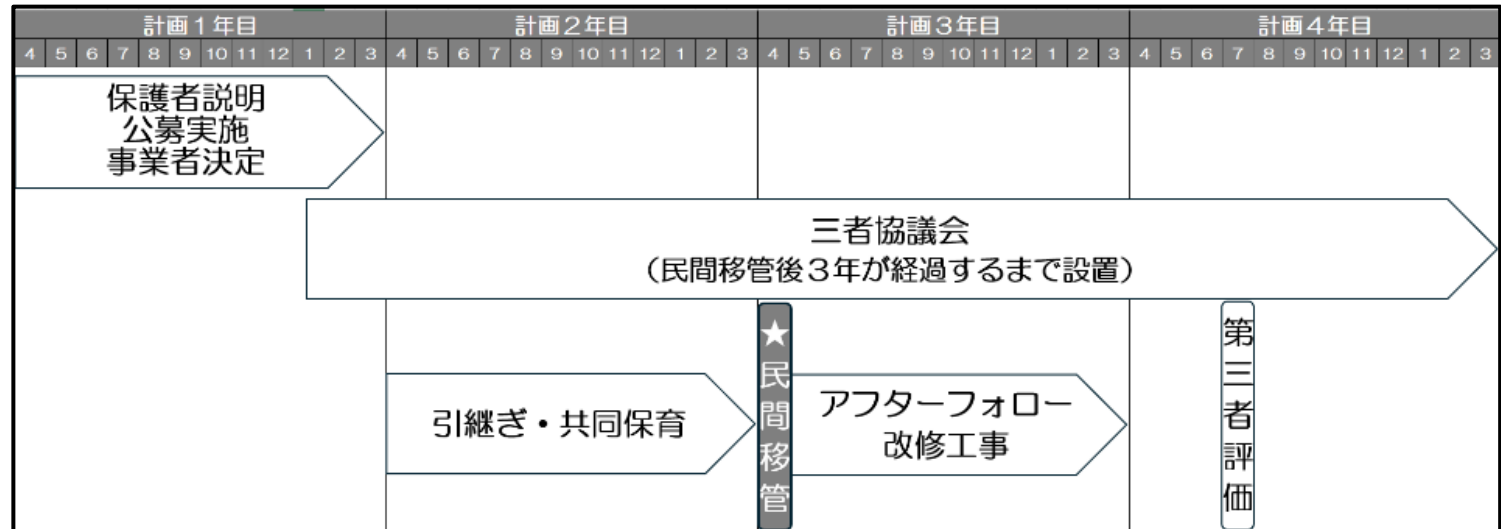 計画1年目 計画2年目 計画3年目 計画4年目
4 5 6 7 8 9 10 11 12 1 2 3 4 5 6 7 8 9 10 11 12 1 2 3 4 5 6 7 8 9 10 11 12 1 2 3 4 5 6 7 8 9 10 11 12 1 2 3
保護者説明
公募実施
事業者決定
三者協議会
（民間移管後3年が経過するまで設置）
引継ぎ・共同保育
★民間移管
アフターフォロー
改修工事
第三者評価